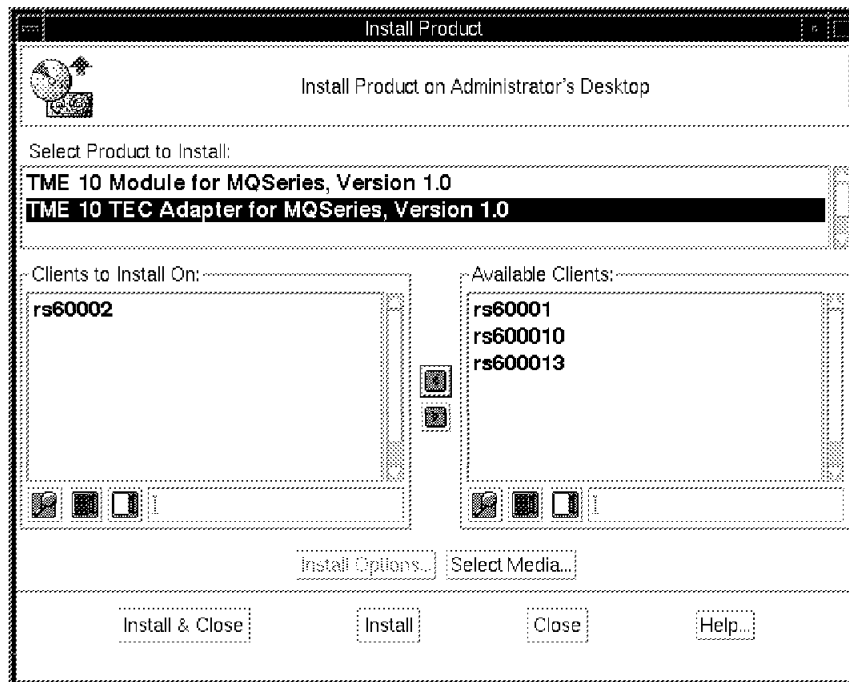 Install Product
Install Product on Administrator's Desktop
Select Product to Install:
TME 10 Module for MQSeries, Version 1.0
TME 10 TEC Adapter for MQSeries, Version 1.0
Clients to Install On:
Available Clients:
rs60002
rs60001
rs600010
rs600013
Install Options...
Select Media...
Install & Close
Install
Close
Help...